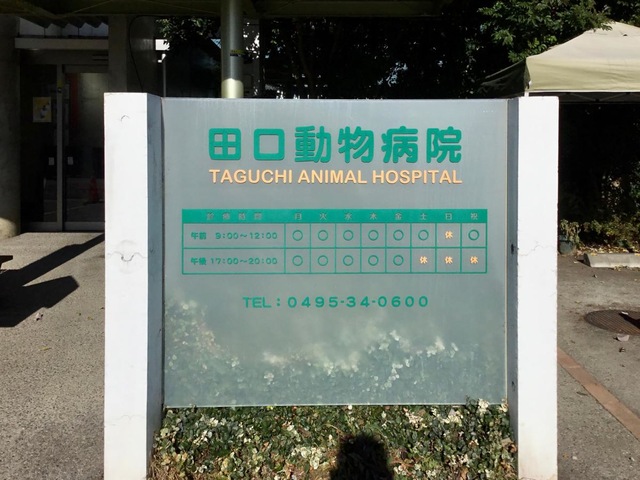 田口動物病院
TAGUCHI ANIMAL HOSPITAL
診療時間 月 火 水 木 金 土 日 祝
午前 9:00〜12:00 ○ ○ ○ ○ ○ ○ 休 ○
午後 17:00〜20:00 ○ ○ ○ ○ ○ 休 休 休
TEL:0495-34-0600